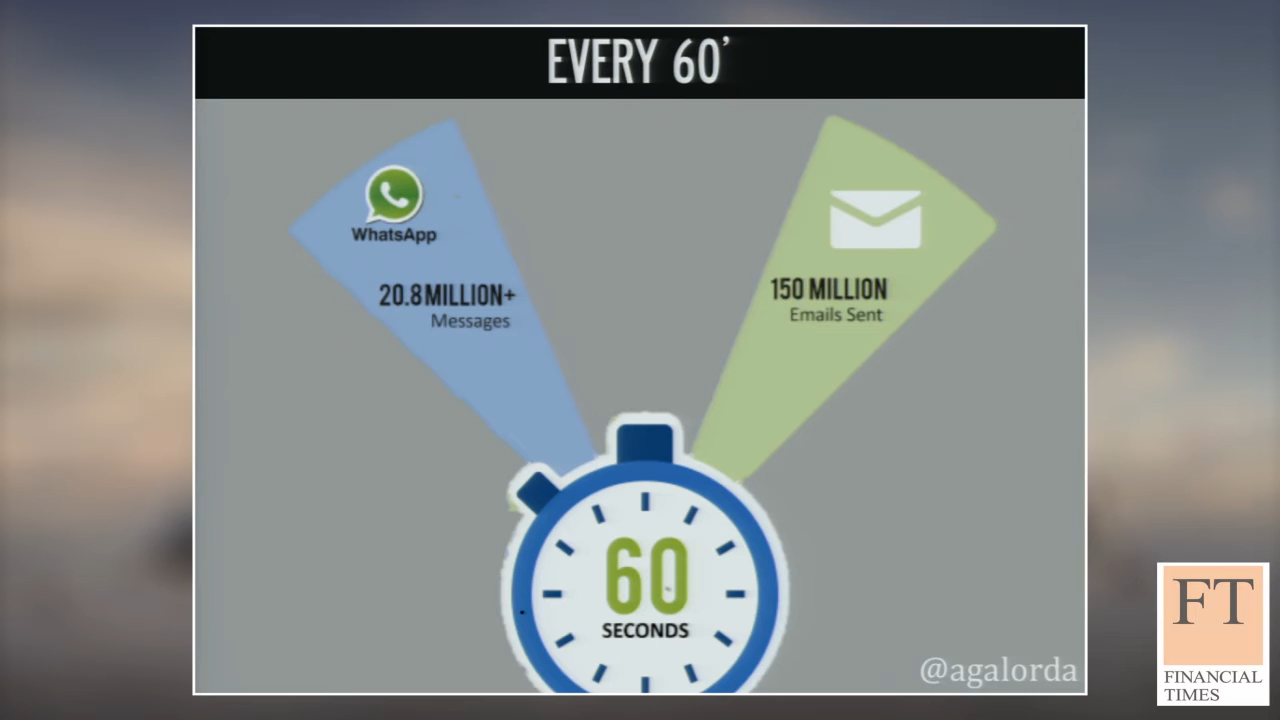 EVERY 60’
WhatsApp
20.8 MILLION+
Messages
150 MILLION
Emails Sent
60
SECONDS
@agalorda
FT
FINANCIAL
TIMES